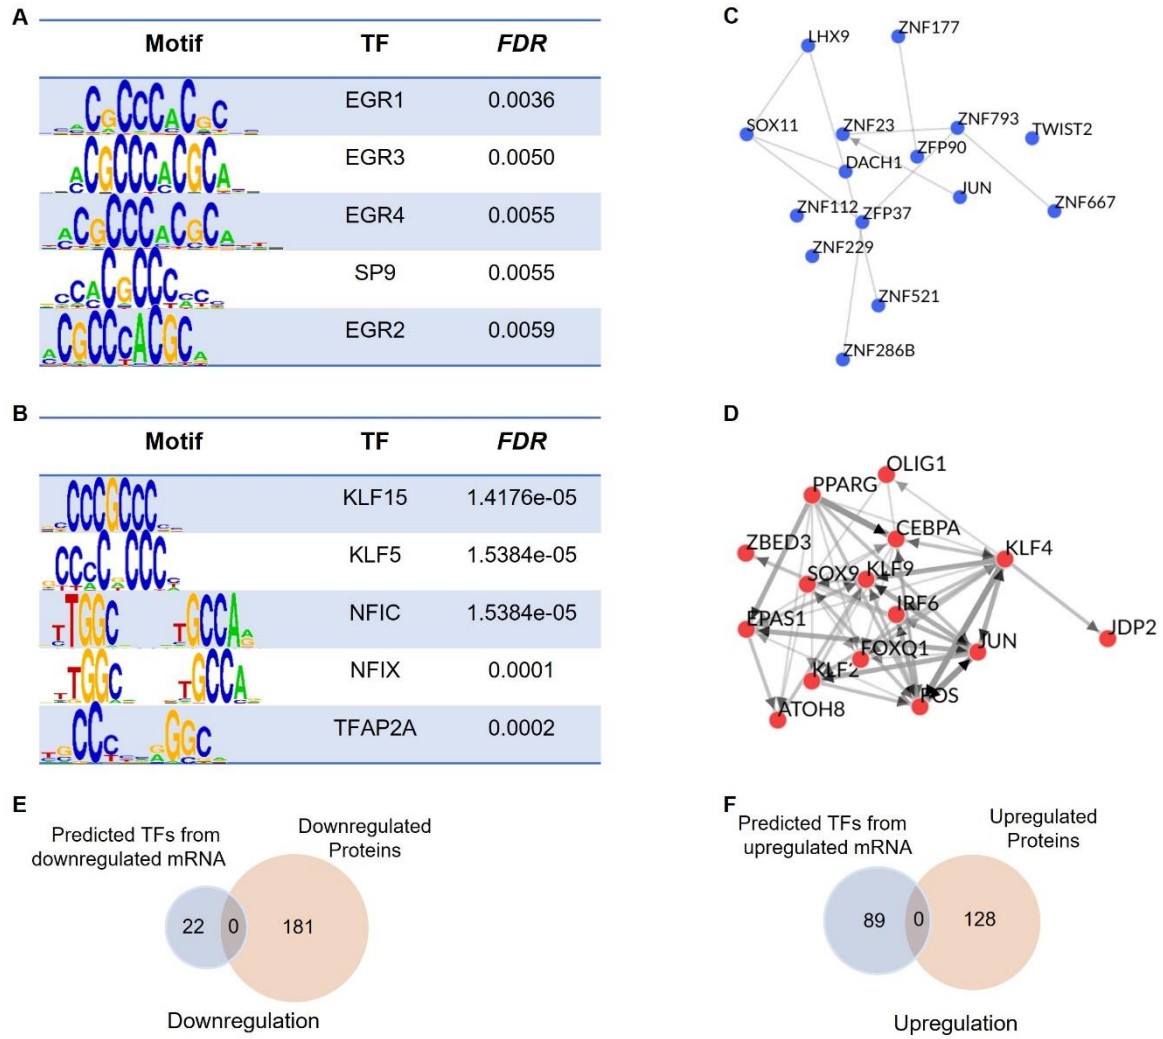 A
Motif TF FDR
EGR1 0.0036
EGR3 0.0050
EGR4 0.0055
SP9 0.0055
EGR2 0.0059
B
Motif TF FDR
KLF15 1.4176e-05
KLF5 1.5384e-05
NFIC 1.5384e-05
NFIX 0.0001
TFAP2A 0.0002
C
ZNF177
LHX9
SOX11
ZNF23
ZNF793
TWIST2
ZFP90
DACH1
JUN
ZNF667
ZNF112
ZFP37
ZNF229
ZNF521
ZNF286B
D
OLIG1
PPARG
CEBPA
ZBED3
KLF4
SOX9
KLF9
IRF6
EPAS1
JDP2
FOXQ1
JUN
KLF2
FOS
ATOH8
E
Predicted TFs from
downregulated mRNA
Downregulated
Proteins
22 0 181
Downregulation
F
Predicted TFs from
upregulated mRNA
Upregulated
Proteins
89 0 128
Upregulation